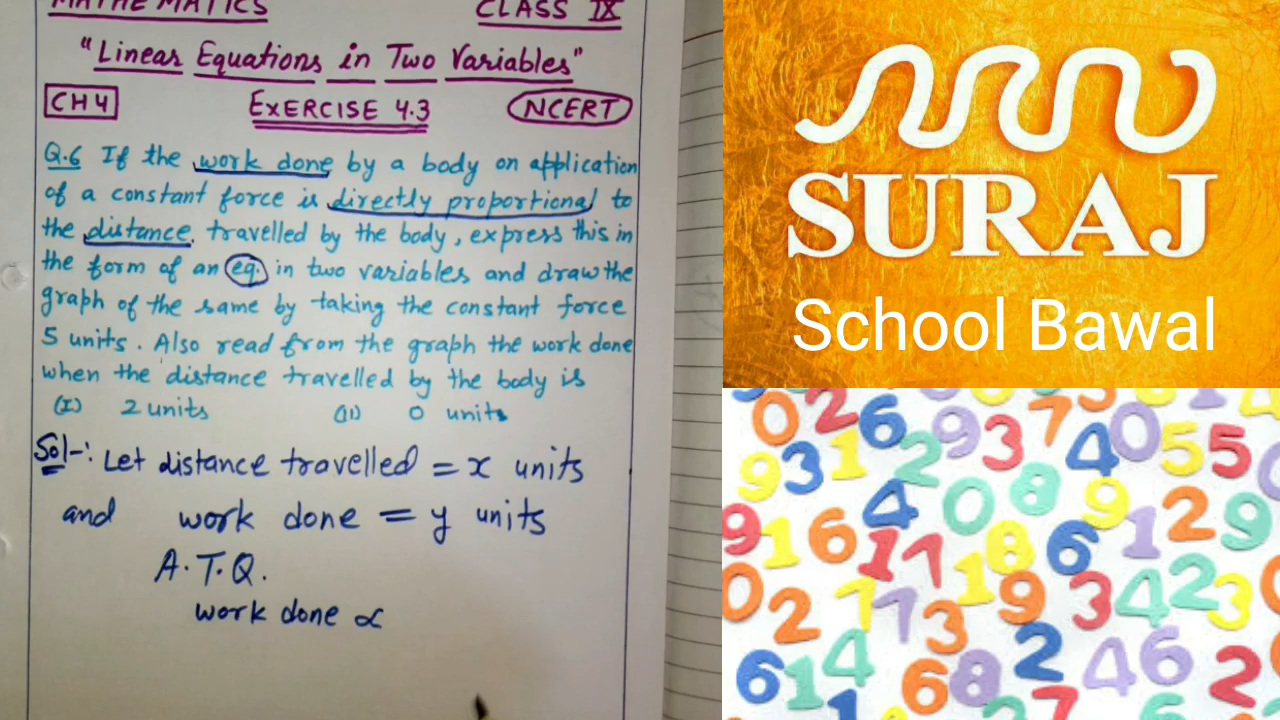 MATHEMATICS CLASS IX
"Linear Equations in Two Variables"
CH 4 EXERCISE 4.3 NCERT
Q.6 If the work done by a body on application
of a constant force is directly proportional to
the distance travelled by the body, express this in
the form of an eq. in two variables and draw the
graph of the same by taking the constant force
5 units. Also read from the graph the work done
when the distance travelled by the body is
(I) 2 units (II) 0 units
Sol-: Let distance travelled = x units
and work done = y units
A.T.Q.
work done ∝
SURAJ
School Bawal